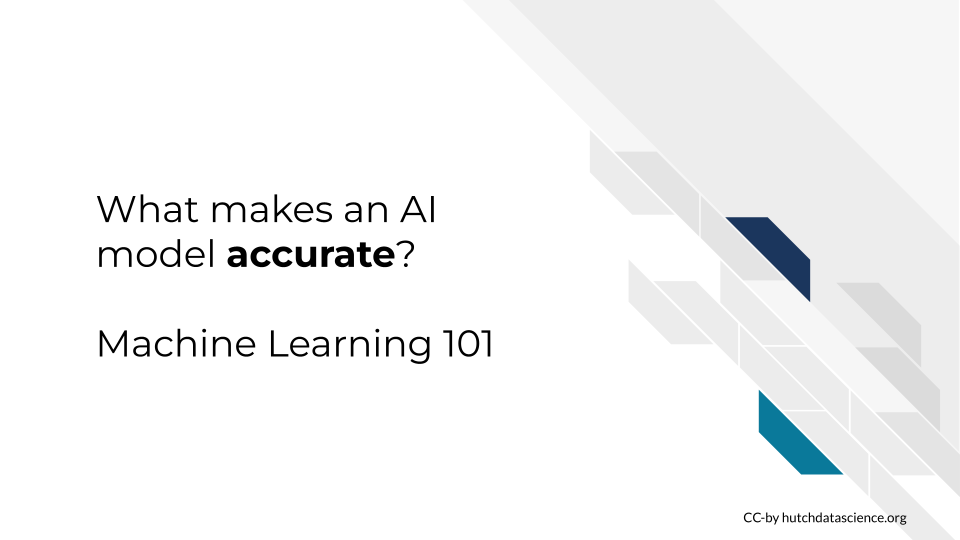 What makes an AI
model accurate?
Machine Learning 101
CC-by hutchdatascience.org